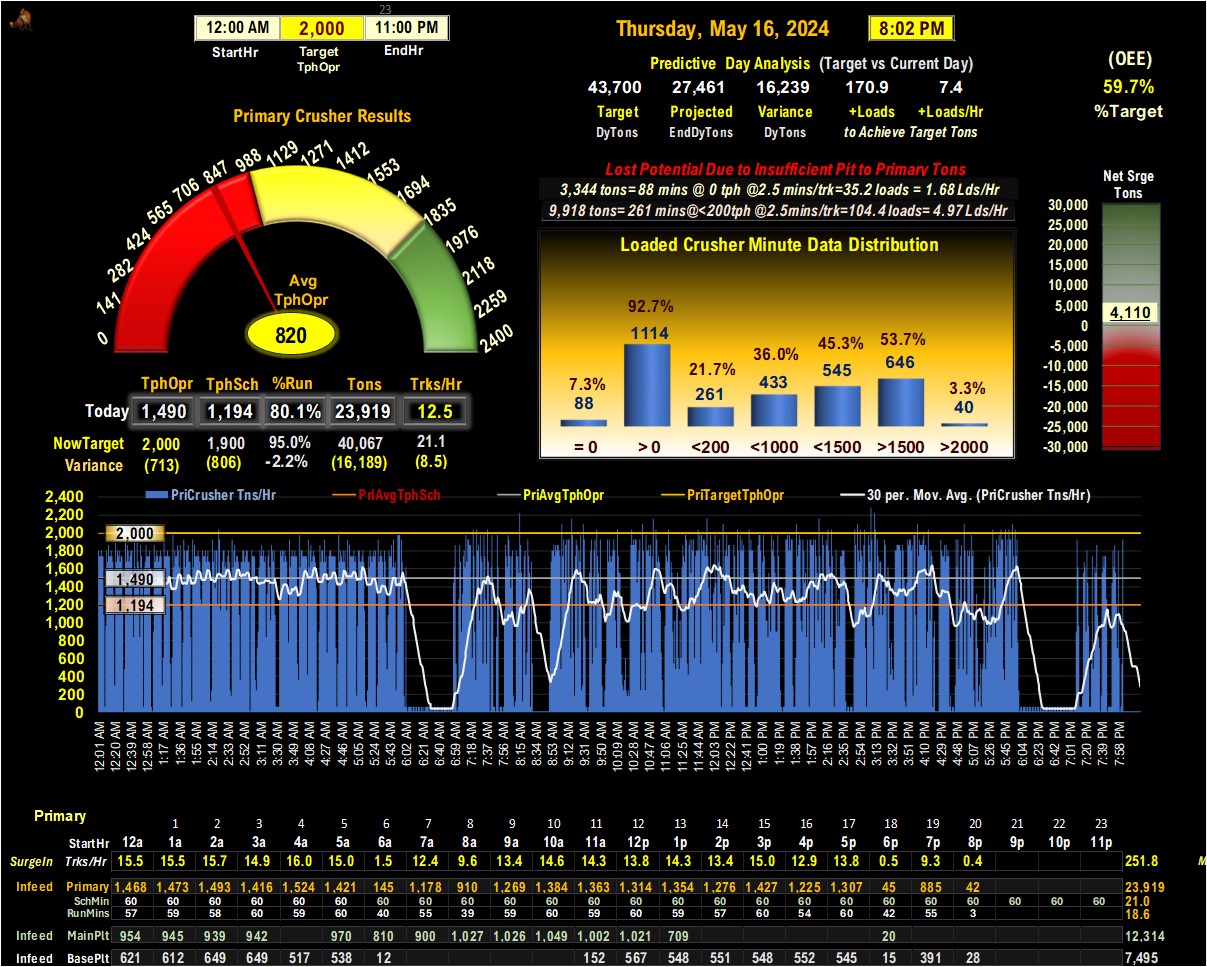 23
12:00 AM 2,000 11:00 PM
StartHr Target TphOpr EndHr
Thursday, May 16, 2024 8:02 PM
Predictive Day Analysis (Target vs Current Day)
43,700 27,461 16,239 170.9 7.4
Target Projected Variance +Loads +Loads/Hr
DyTons EndDyTons DyTons to Achieve Target Tons
(OEE)
59.7%
%Target
Primary Crusher Results
0 141 282 424 565 706 847 988 1129 1271 1412 1553 1694 1835 1976 2118 2259 2400
Avg
TphOpr
820
TphOpr TphSch %Run Tons Trks/Hr
Today 1,490 1,194 80.1% 23,919 12.5
NowTarget 2,000 1,900 95.0% 40,067 21.1
Variance (713) (806) -2.2% (16,189) (8.5)
Lost Potential Due to Insufficient Pit to Primary Tons
3,344 tons=88 mins @ 0 tph @2.5 mins/trk=35.2 loads = 1.68 Lds/Hr
9,918 tons= 261 mins@<200tph @2.5mins/trk=104.4 loads= 4.97 Lds/Hr
Loaded Crusher Minute Data Distribution
7.3% 92.7% 21.7% 36.0% 45.3% 53.7% 3.3%
88 1114 261 433 545 646 40
= 0 > 0 <200 <1000 <1500 >1500 >2000
Net Srge
Tons
30,000
25,000
20,000
15,000
10,000
5,000
4,110
0
-5,000
-10,000
-15,000
-20,000
-25,000
-30,000
PriCrusher Tns/Hr PriAvgTphSch PriAvgTphOpr PriTargetTphOpr 30 per. Mov. Avg. (PriCrusher Tns/Hr)
2,400
2,200
2,000
1,800
1,600
1,400
1,200
1,000
800
600
400
200
0
2,000
1,490
1,194
12:01 AM 12:20 AM 12:39 AM 12:58 AM 1:17 AM 1:36 AM 1:55 AM 2:14 AM 2:33 AM 2:52 AM 3:11 AM 3:30 AM 3:49 AM 4:08 AM 4:27 AM 4:46 AM 5:05 AM 5:24 AM 5:43 AM 6:02 AM 6:21 AM 6:40 AM 6:59 AM 7:18 AM 7:37 AM 7:56 AM 8:15 AM 8:34 AM 8:53 AM 9:12 AM 9:31 AM 9:50 AM 10:09 AM 10:28 AM 10:47 AM 11:06 AM 11:25 AM 11:44 AM 12:03 PM 12:22 PM 12:41 PM 1:00 PM 1:19 PM 1:38 PM 1:57 PM 2:16 PM 2:35 PM 2:54 PM 3:13 PM 3:32 PM 3:51 PM 4:10 PM 4:29 PM 4:48 PM 5:07 PM 5:26 PM 5:45 PM 6:04 PM 6:23 PM 6:42 PM 7:01 PM 7:20 PM 7:39 PM 7:58 PM
Primary
1 2 3 4 5 6 7 8 9 10 11 12 13 14 15 16 17 18 19 20 21 22 23
StartHr 12a 1a 2a 3a 4a 5a 6a 7a 8a 9a 10a 11a 12p 1p 2p 3p 4p 5p 6p 7p 8p 9p 10p 11p
SurgeIn Trks/Hr 15.5 15.5 15.7 14.9 16.0 15.0 1.5 12.4 9.6 13.4 14.6 14.3 13.8 14.3 13.4 15.0 12.9 13.8 0.5 9.3 0.4 251.8 M
Infeed Primary 1,468 1,473 1,493 1,416 1,524 1,421 145 1,178 910 1,269 1,384 1,363 1,314 1,354 1,276 1,427 1,225 1,307 45 885 42 23,919
SchMin 60 60 60 60 60 60 60 60 60 60 60 60 60 60 60 60 60 60 60 60 60 60 60 60 21.0
RunMins 57 59 58 60 59 60 40 55 39 59 60 59 60 59 57 60 54 60 42 55 3 18.6
Infeed MainPlt 954 945 939 942 970 810 900 1,027 1,026 1,049 1,002 1,021 709 20 12,314
Infeed BasePlt 621 612 649 649 517 538 12 152 567 548 551 548 552 545 15 391 28 7,495